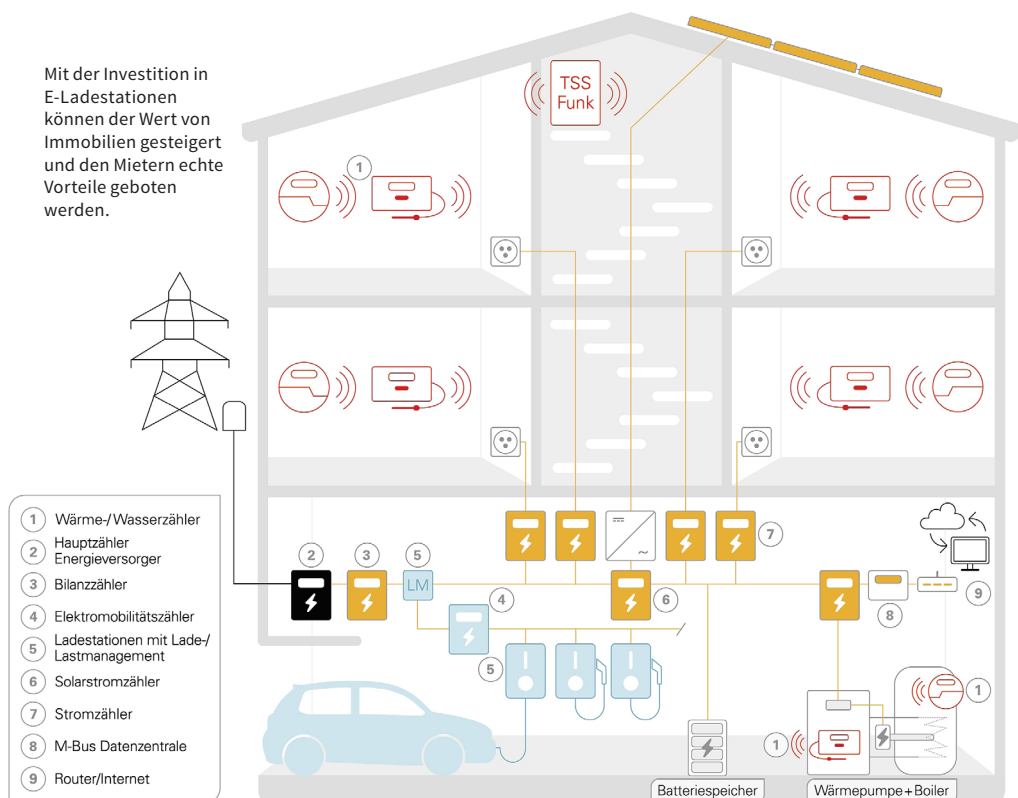 Mit der Investition in
E-Ladestationen
können der Wert von
Immobilien gesteigert
und den Mietern echte
Vorteile geboten
werden.
TSS
Funk
1
2
3
5
LM
4
5
6
7
8
9
1
1
Batteriespeicher
Wärmepumpe+Boiler
1 Wärme-/Wasserzähler
2 Hauptzähler
Energieversorger
3 Bilanzzähler
4 Elektromobilitätszähler
5 Ladestationen mit Lade-/
Lastmanagement
6 Solarstromzähler
7 Stromzähler
8 M-Bus Datenzentrale
9 Router/Internet